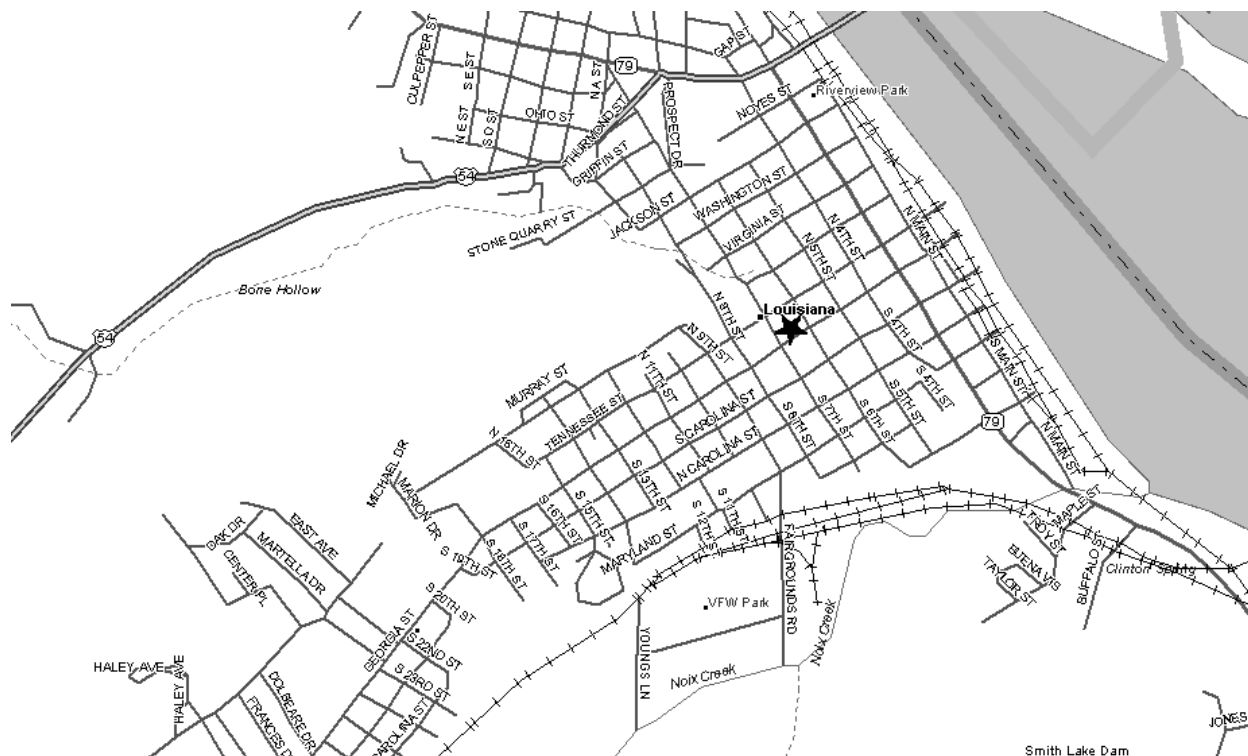 CULPEPPER ST
S E ST
N E ST
S O ST
OHIO ST
N A ST
79
THURMOND ST
GAP ST
PROSPECT DR
NOYES ST
Riverview Park
GRIFFIN ST
54
JACKSON ST
STONE QUARRY ST
WASHINGTON ST
VIRGINIA ST
N 5TH ST
N 4TH ST
N MAIN ST
Bone Hollow
54
Louisiana
N 8TH ST
N 9TH ST
S 4TH ST
S MAIN ST
N 11TH ST
MURRAY ST
TENNESSEE ST
S CAROLINA ST
N CAROLINA ST
S 4TH ST
S 5TH ST
S 6TH ST
S 7TH ST
S 8TH ST
79
N MAIN ST
N 16TH ST
MICHAEL DR
MARION DR
S 13TH ST
S 15TH ST
S 16TH ST
S 17TH ST
S 18TH ST
S 19TH ST
S 11TH ST
S 12TH ST
MARYLAND ST
FAIRGROUNDS RD
MAPLE ST
TROY ST
BUENA VIS
TAYLOR ST
BUFFALO ST
Clinton Spring
OAK DR
EAST AVE
MARTELLA DR
CENTER PL
S 20TH ST
GEORGIA ST
S 22ND ST
S 23RD ST
VFW Park
YOUNGS LN
Noix Creek
Noix Creek
HALEY AVE
HALEY AVE
DOLBEARE DR
FRANCES D
CAROLINA ST
JONES
Smith Lake Dam